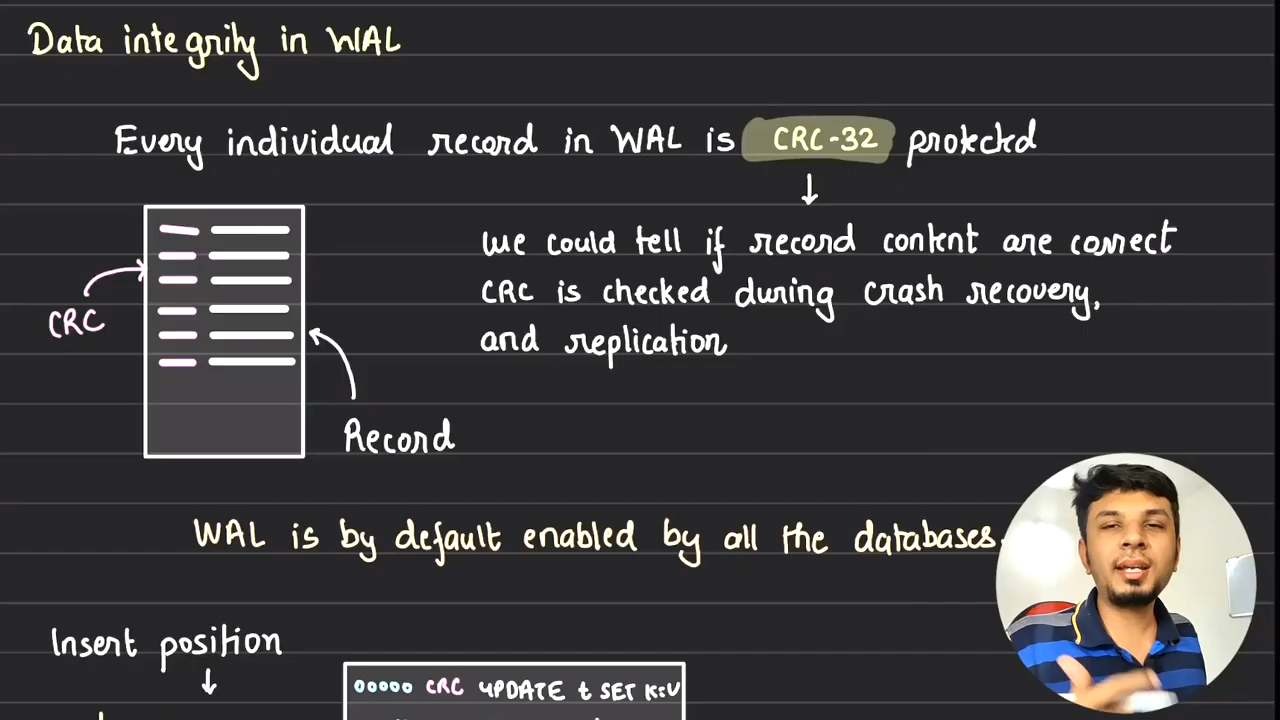 Data integrity in WAL
Every individual record in WAL is CRC-32 protected
We could tell if record content are correct
CRC is checked during crash recovery,
and replication
CRC
Record
WAL is by default enabled by all the databases.
Insert position
00000 CRC UPDATE t SET K=V